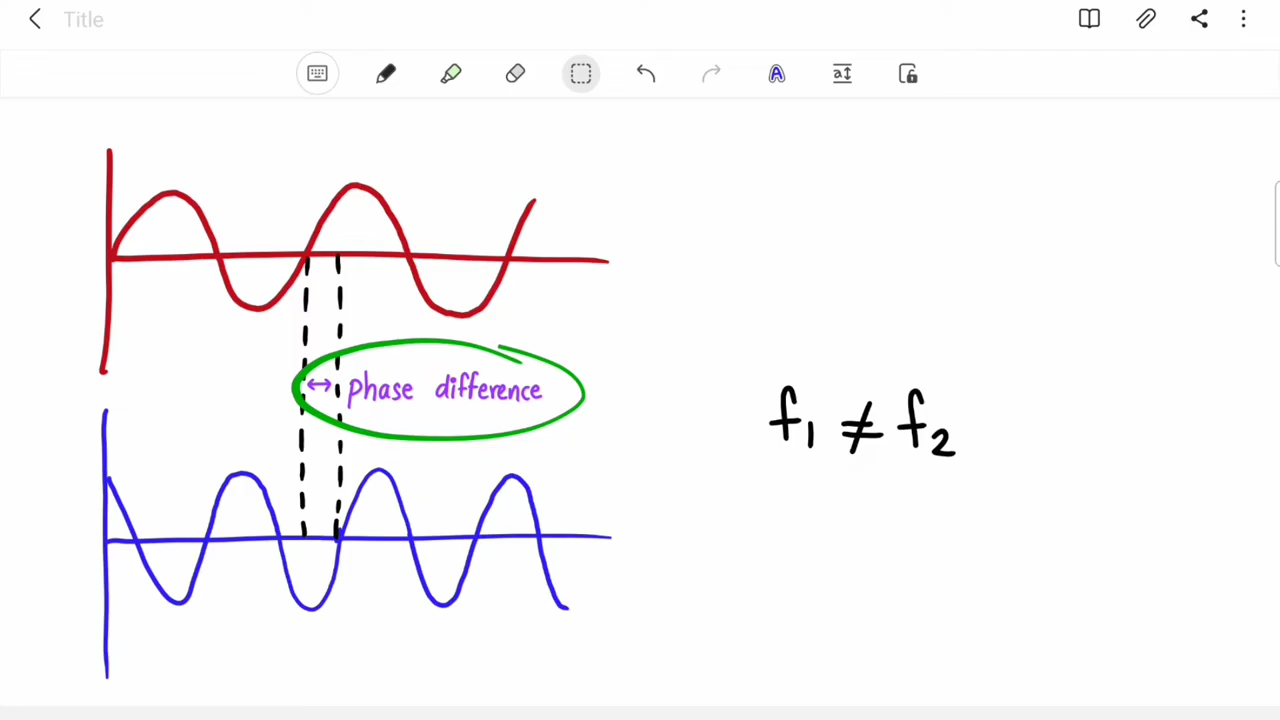 Title
A
a
↔ phase difference
f₁ ≠ f₂